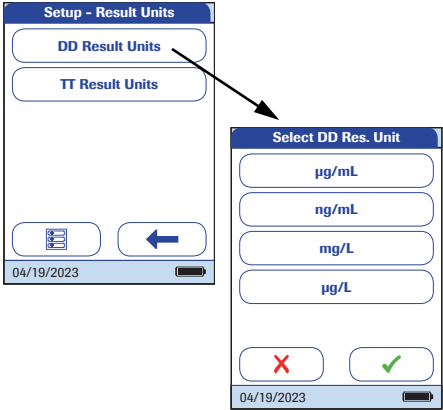 Setup - Result Units
DD Result Units
TT Result Units
04/19/2023
Select DD Res. Unit
µg/mL
ng/mL
mg/L
µg/L
04/19/2023